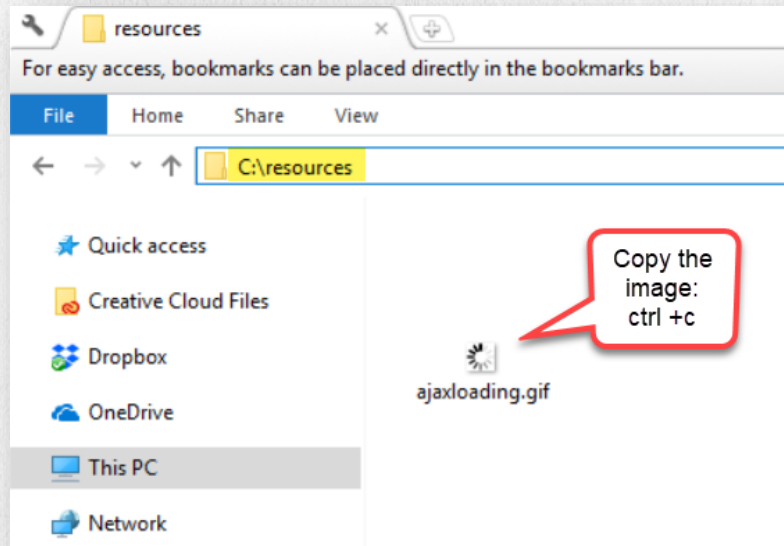 resources
For easy access, bookmarks can be placed directly in the bookmarks bar.
File Home Share View
C:\resources
Quick access
Creative Cloud Files
Dropbox
OneDrive
This PC
Network
ajaxloading.gif
Copy the
image:
ctrl +c